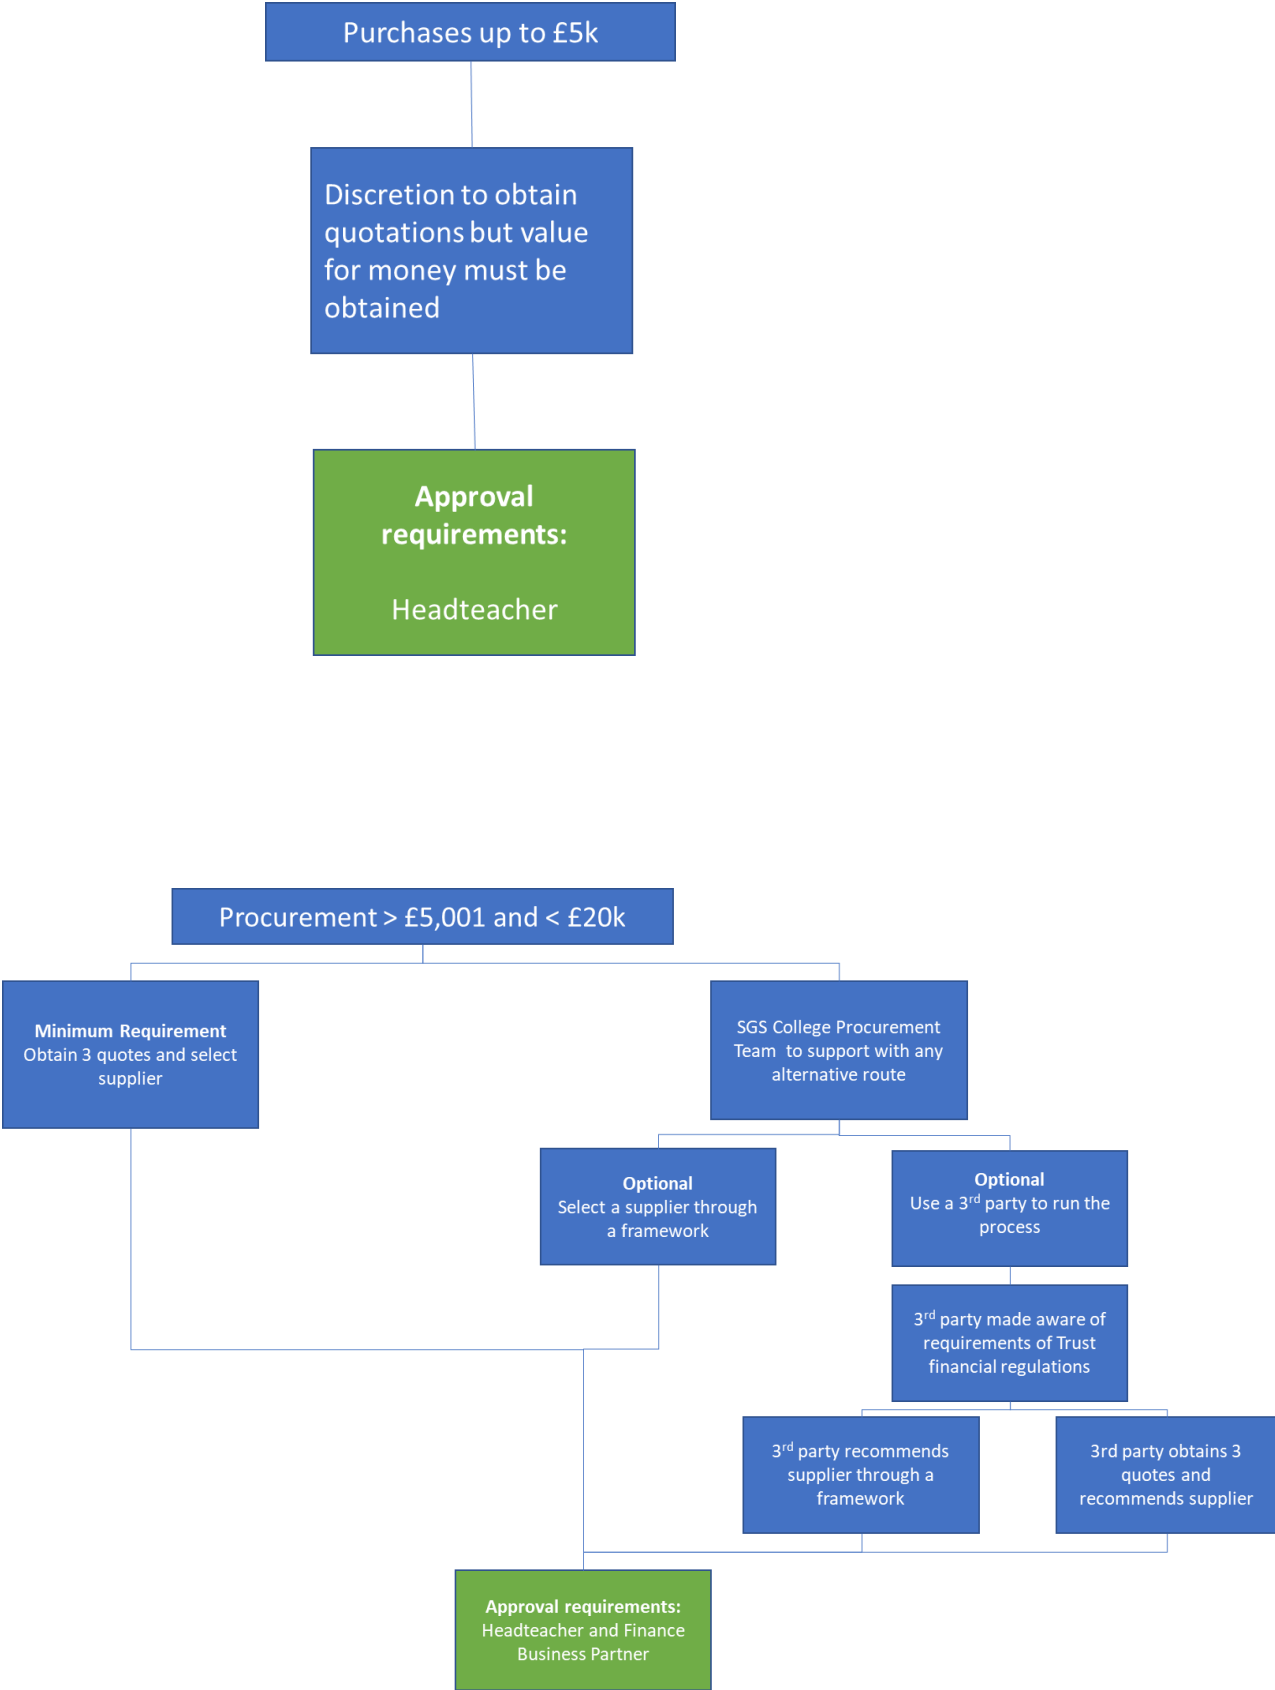 Purchases up to £5k
Discretion to obtain
quotations but value
for money must be
obtained
Approval
requirements:
Headteacher
Procurement > £5,001 and < £20k
Minimum Requirement
Obtain 3 quotes and select
supplier
SGS College Procurement
Team to support with any
alternative route
Optional
Select a supplier through
a framework
Optional
Use a 3rd party to run the
process
3rd party made aware of
requirements of Trust
financial regulations
3rd party recommends
supplier through a
framework
3rd party obtains 3
quotes and
recommends supplier
Approval requirements:
Headteacher and Finance
Business Partner